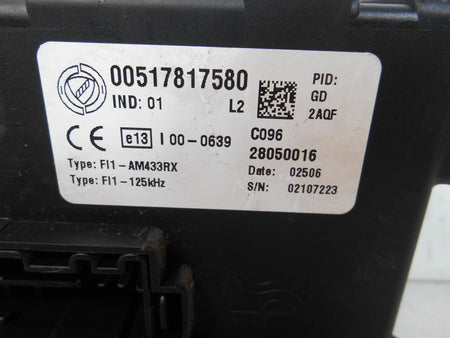 00517817580
IND: 01 L2
PID:
GD
2AQF
CE e13 I 00-0639
C096
28050016
Type: FI1-AM433RX
Type: FI1-125kHz
Date: 02506
S/N: 02107223